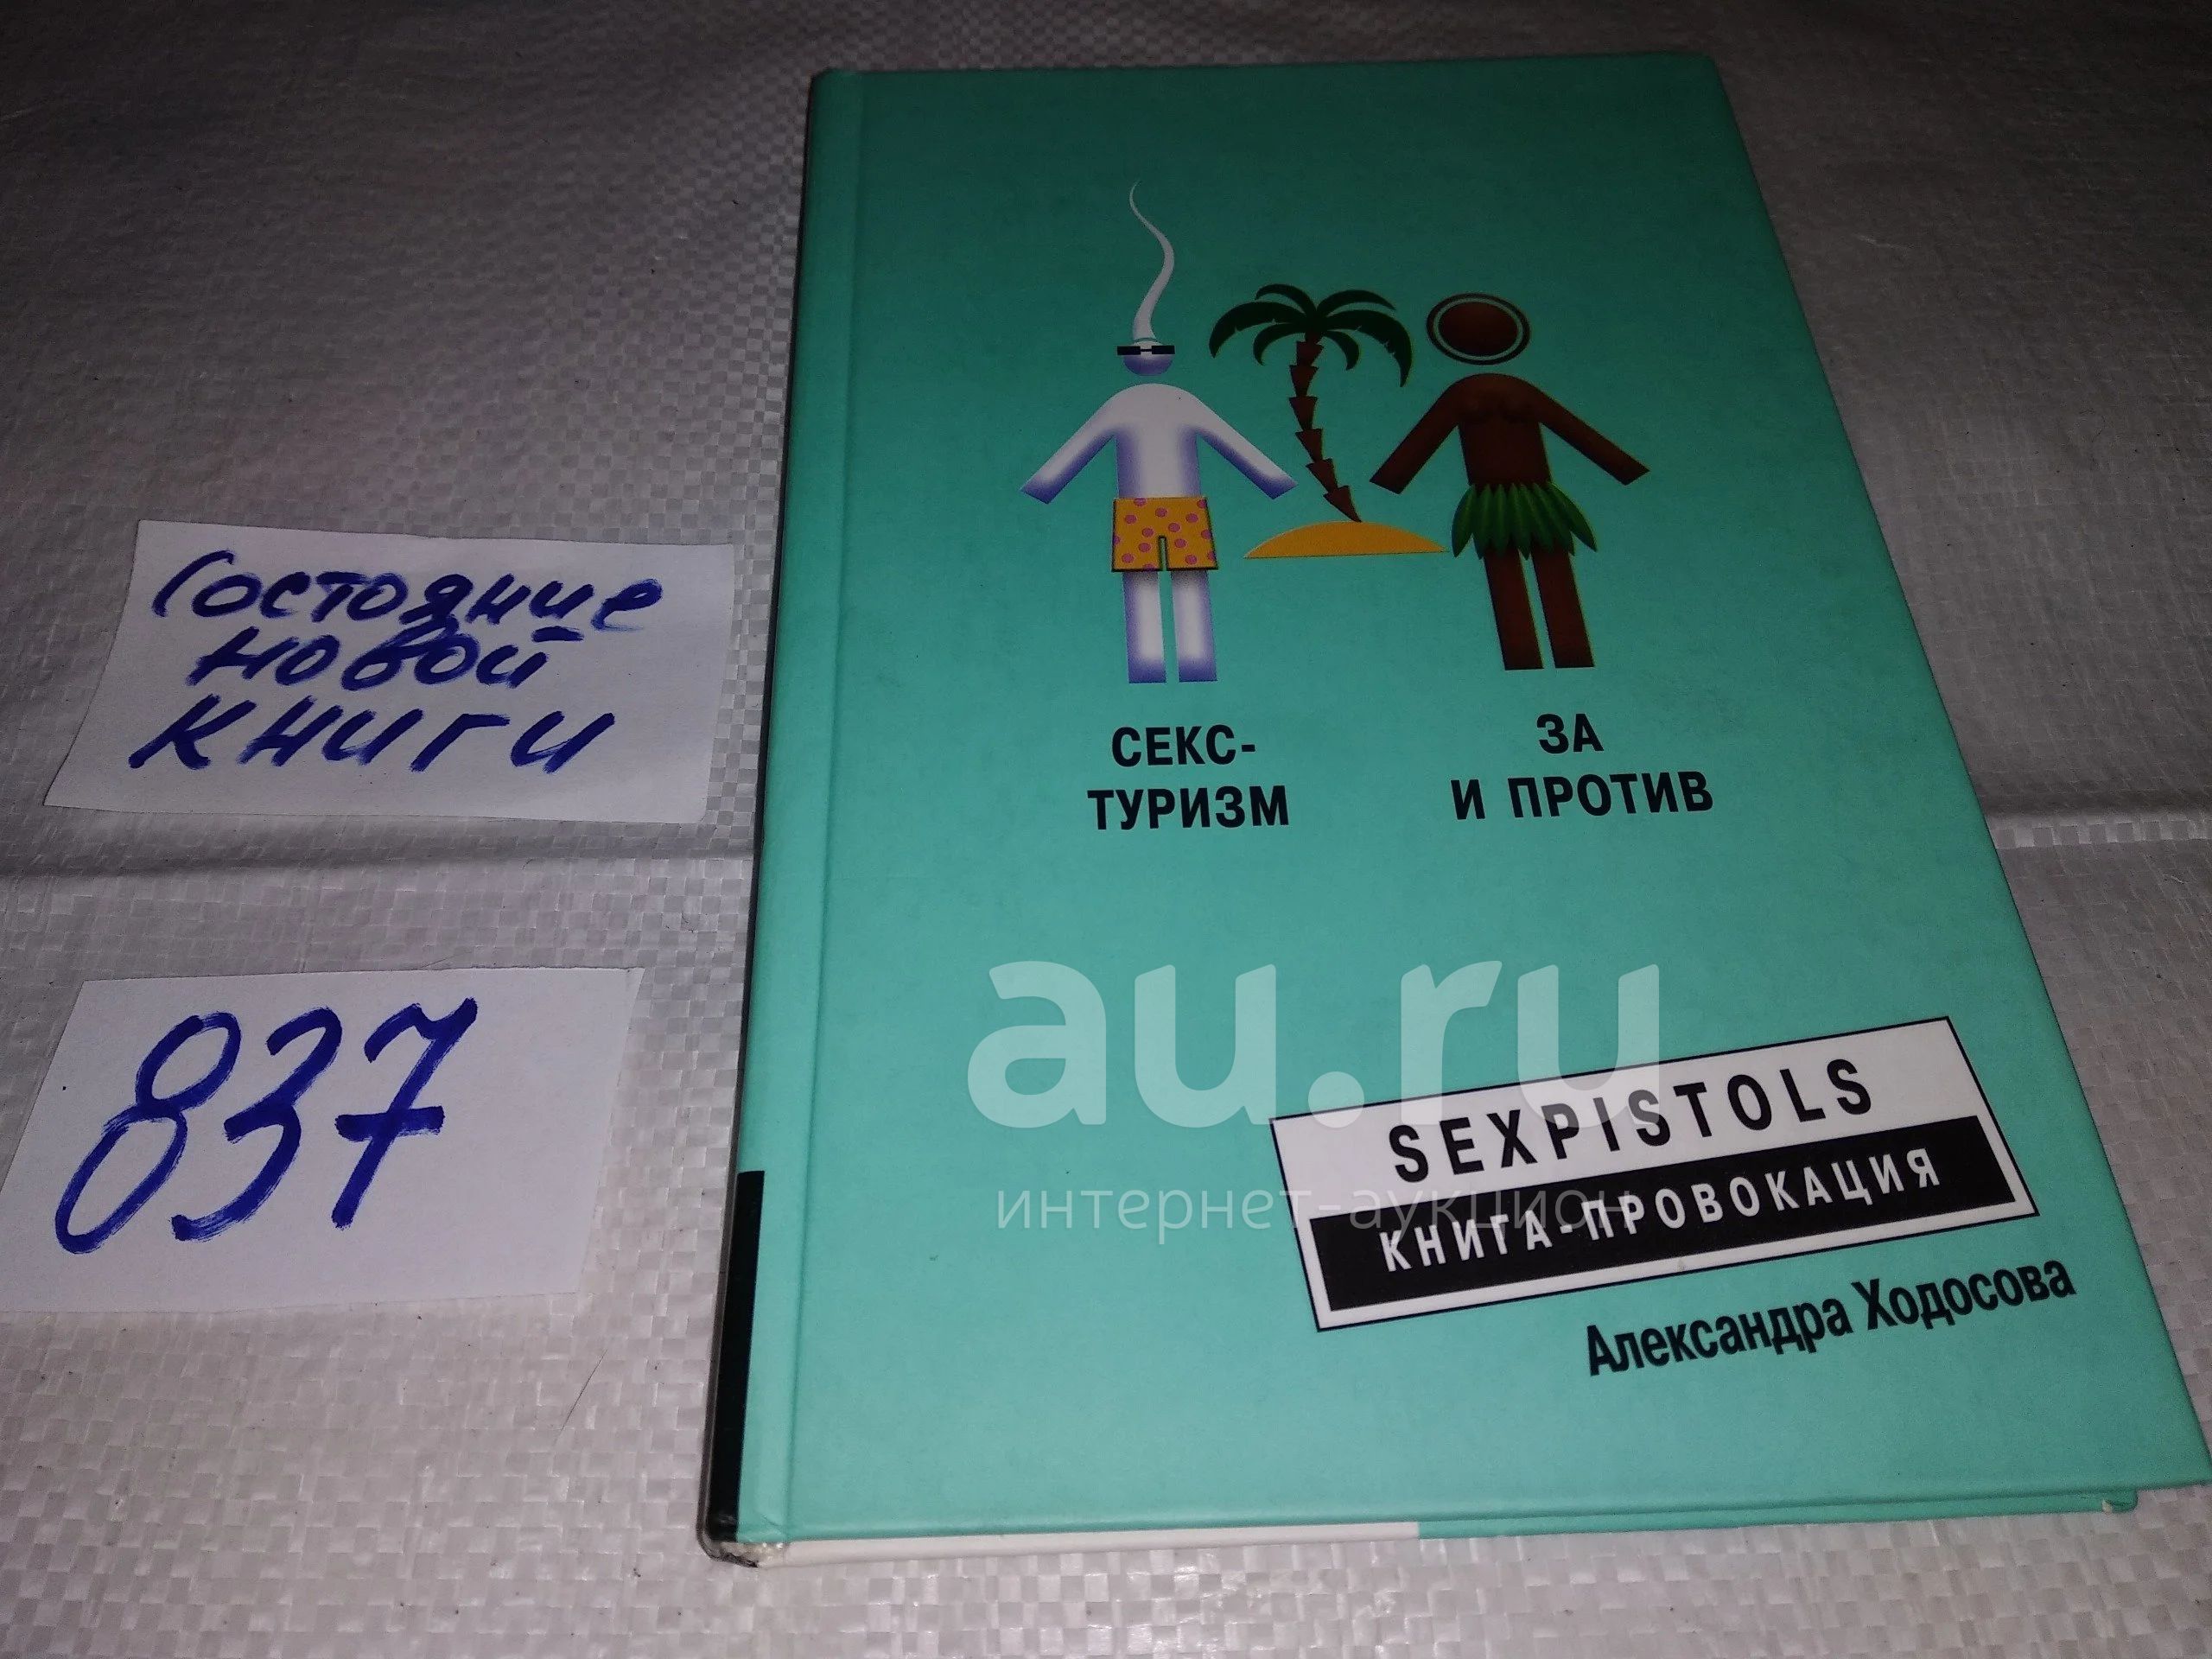 Состояние
новой
книги
837
СЕКС-
ТУРИЗМ
ЗА
И ПРОТИВ
au.ru
интернет-аукцион
SEXPISTOLS
КНИГА-ПРОВОКАЦИЯ
Александра Ходосова